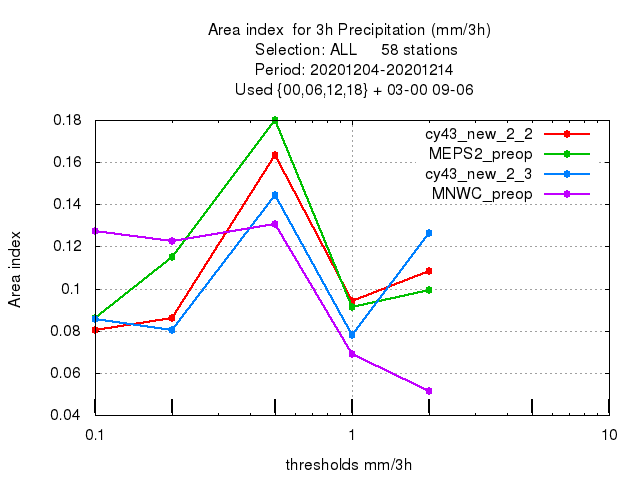 Area index  for 3h Precipitation (mm/3h)
Selection: ALL     58 stations
Period: 20201204-20201214
Used {00,06,12,18} + 03-00 09-06
0.18
0.16
0.14
0.12
0.1
0.08
0.06
0.04
Area index
cy43_new_2_2
MEPS2_preop
cy43_new_2_3
MNWC_preop
0.1 1 10
thresholds mm/3h